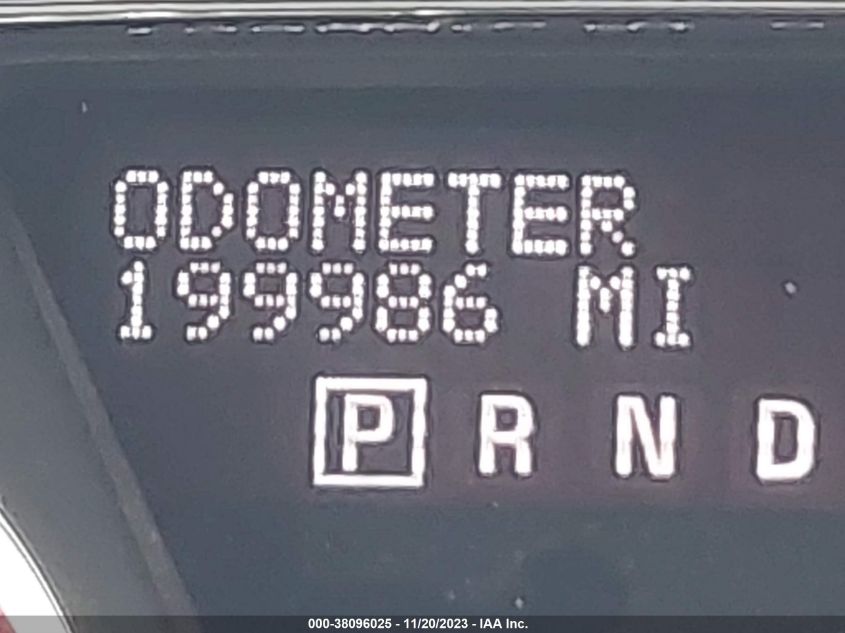 ODOMETER
199986 MI
P R N D
000-38096025 - 11/20/2023 - IAA Inc.